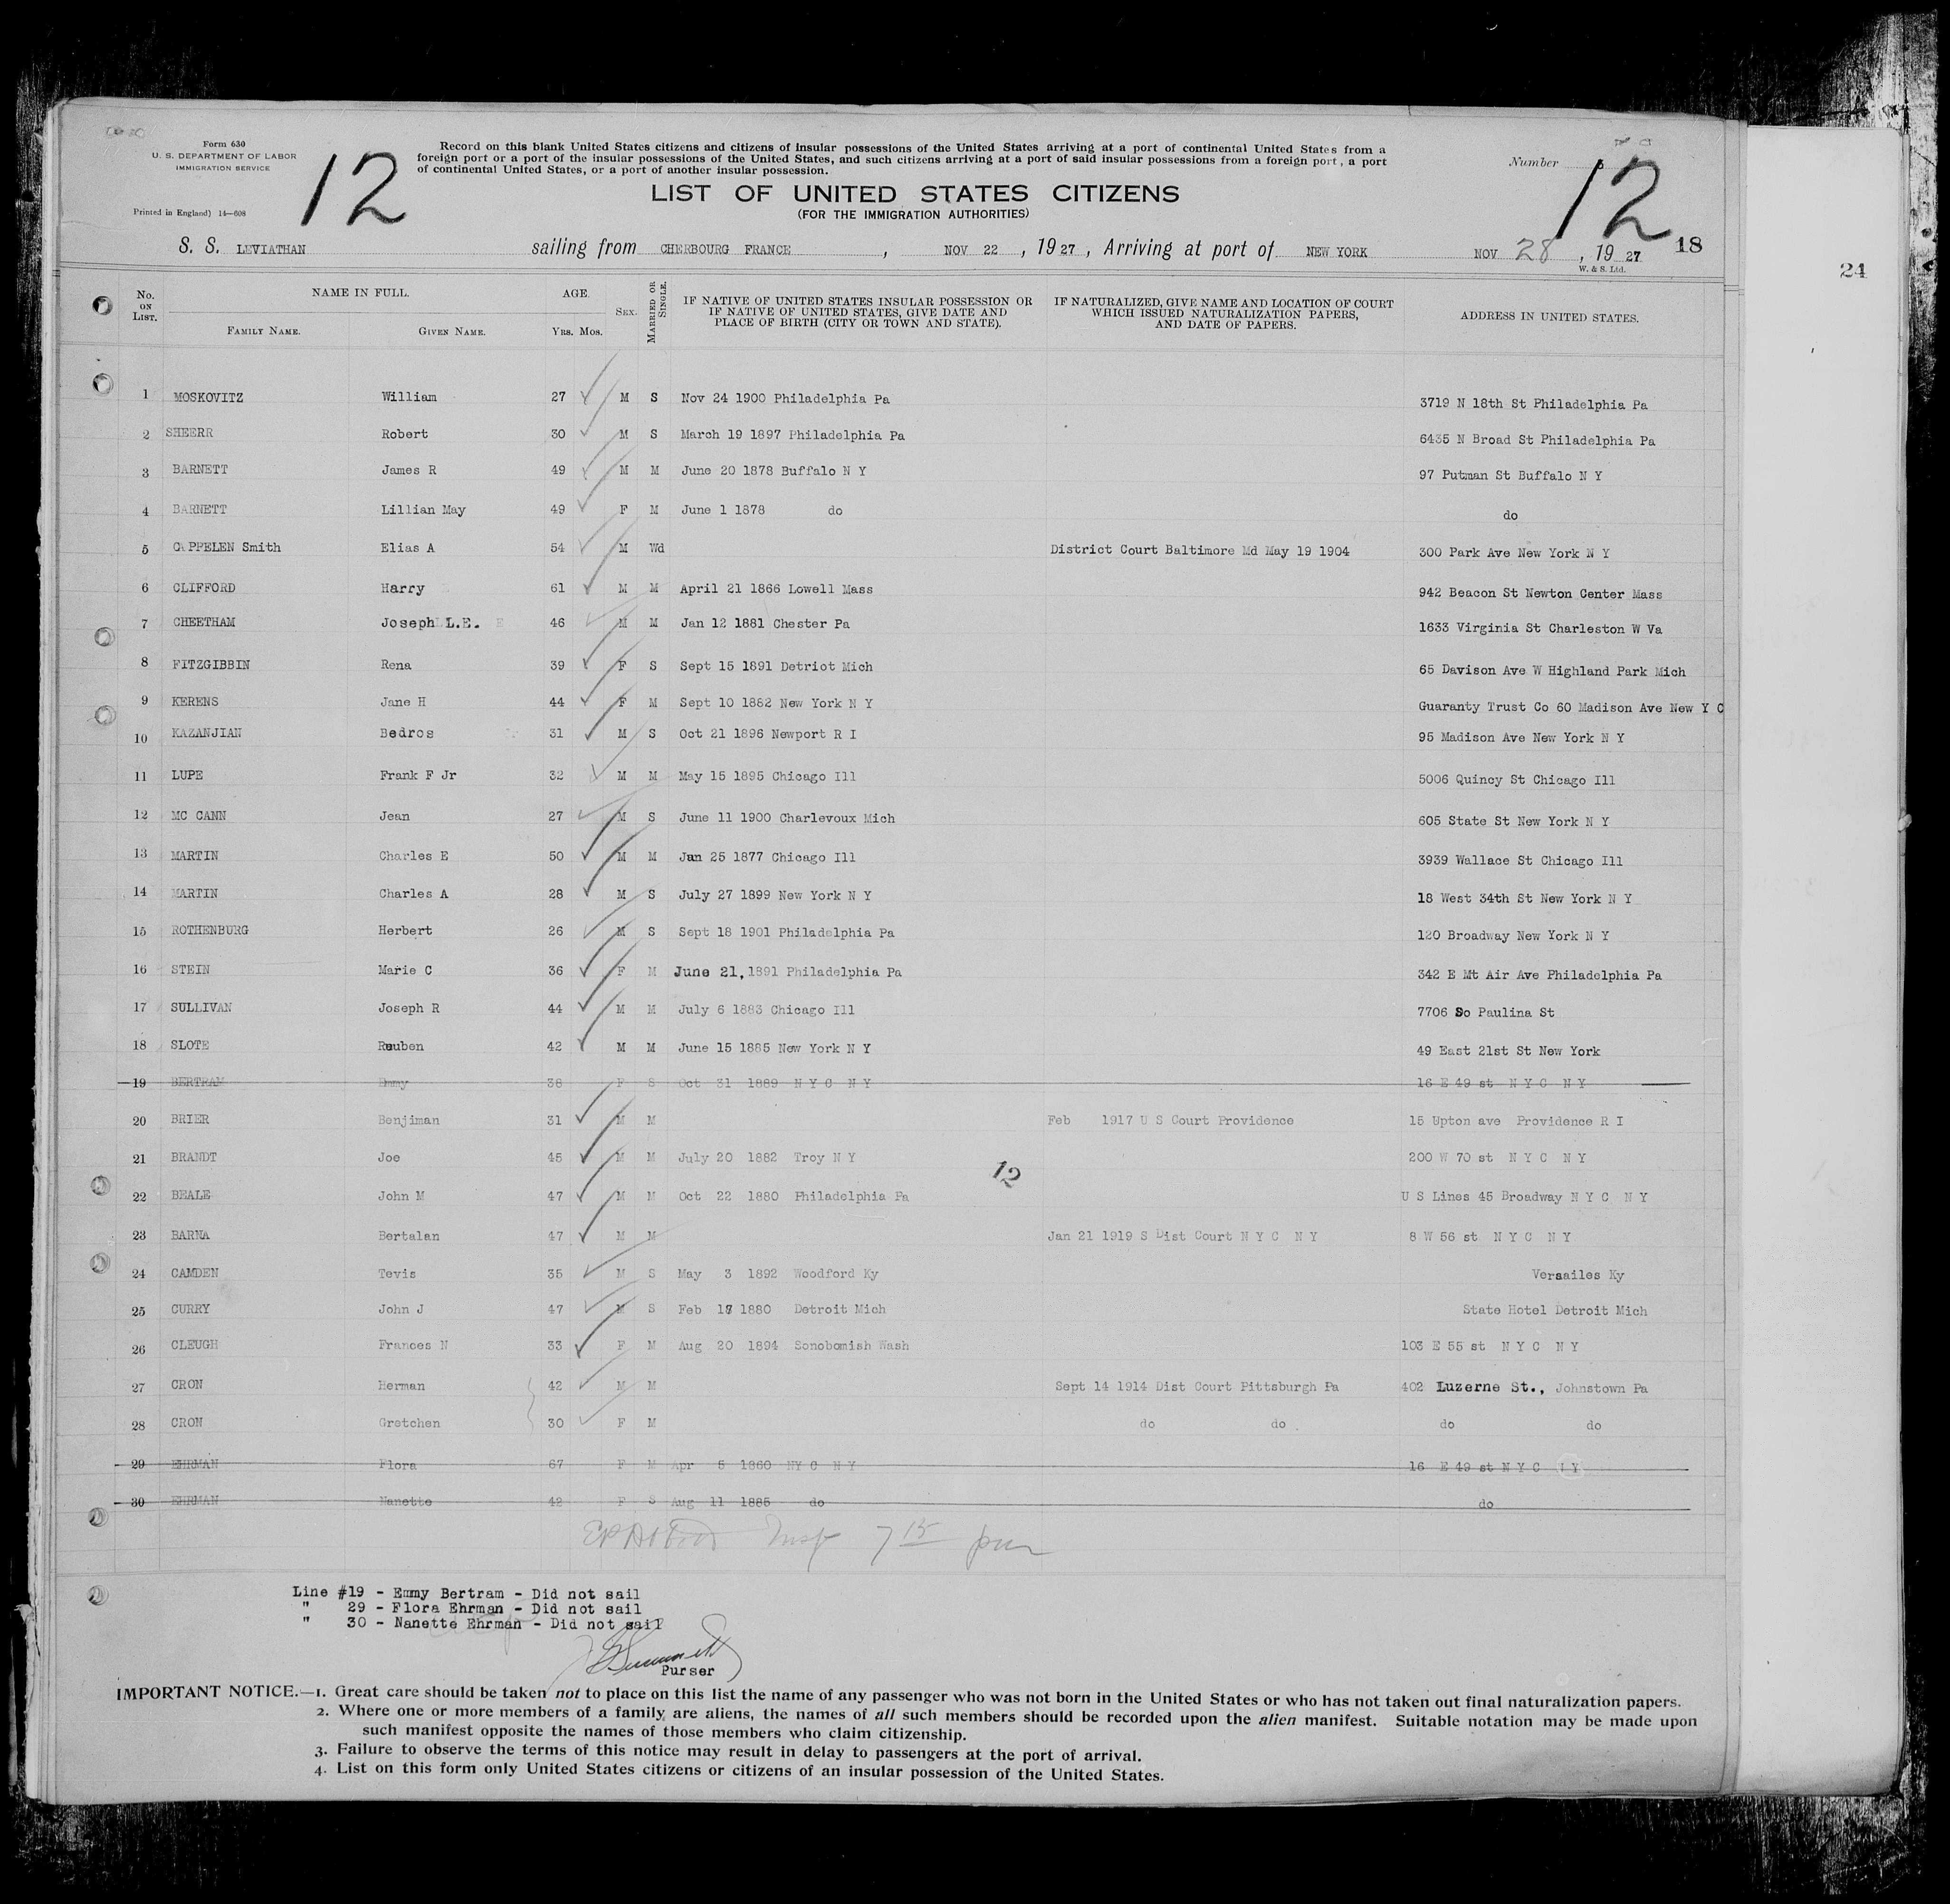 Form 630
U. S. DEPARTMENT OF LABOR
IMMIGRATION SERVICE
Printed in England) 14—608
12
Record on this blank United States citizens and citizens of insular possessions of the United States arriving at a port of continental United States from a
foreign port or a port of the insular possessions of the United States, and such citizens arriving at a port of said insular possessions from a foreign port, a port
of continental United States, or a port of another insular possession.
LIST OF UNITED STATES CITIZENS
(FOR THE IMMIGRATION AUTHORITIES)
Number
12
18
24
S. S. LEVIATHAN sailing from CHERBOURG FRANCE, NOV 22, 1927, Arriving at port of NEW YORK NOV 28, 1927
W. & S. Ltd.
No. ON LIST. NAME IN FULL. FAMILY NAME. GIVEN NAME. AGE. Yrs. Mos. Sex. MARRIED OR SINGLE. IF NATIVE OF UNITED STATES INSULAR POSSESSION OR IF NATIVE OF UNITED STATES, GIVE DATE AND PLACE OF BIRTH (CITY OR TOWN AND STATE). IF NATURALIZED, GIVE NAME AND LOCATION OF COURT WHICH ISSUED NATURALIZATION PAPERS, AND DATE OF PAPERS. ADDRESS IN UNITED STATES.
1 MOSKOVITZ William 27 M S Nov 24 1900 Philadelphia Pa 3719 N 18th St Philadelphia Pa
2 SHEERR Robert 30 M S March 19 1897 Philadelphia Pa 6435 N Broad St Philadelphia Pa
3 BARNETT James R 49 M M June 20 1878 Buffalo N Y 97 Putman St Buffalo N Y
4 BARNETT Lillian May 49 F M June 1 1878 do do
5 CAPPELEN Smith Elias A 54 M Wd District Court Baltimore Md May 19 1904 300 Park Ave New York N Y
6 CLIFFORD Harry 61 M M April 21 1866 Lowell Mass 942 Beacon St Newton Center Mass
7 CHEETHAM Joseph L.E. 46 M M Jan 12 1881 Chester Pa 1633 Virginia St Charleston W Va
8 FITZGIBBIN Rena 39 F S Sept 15 1891 Detriot Mich 65 Davison Ave W Highland Park Mich
9 KERENS Jane H 44 F M Sept 10 1882 New York N Y Guaranty Trust Co 60 Madison Ave New Y C
10 KAZANJIAN Bedros 31 M S Oct 21 1896 Newport R I 95 Madison Ave New York N Y
11 LUPE Frank F Jr 32 M M May 15 1895 Chicago Ill 5006 Quincy St Chicago Ill
12 MC CANN Jean 27 M S June 11 1900 Charlevoux Mich 605 State St New York N Y
13 MARTIN Charles E 50 M M Jan 25 1877 Chicago Ill 3939 Wallace St Chicago Ill
14 MARTIN Charles A 28 M S July 27 1899 New York N Y 18 West 34th St New York N Y
15 ROTHENBURG Herbert 26 M S Sept 18 1901 Philadelphia Pa 120 Broadway New York N Y
16 STEIN Marie C 36 F M June 21, 1891 Philadelphia Pa 342 E Mt Air Ave Philadelphia Pa
17 SULLIVAN Joseph R 44 M M July 6 1883 Chicago Ill 7706 So Paulina St
18 SLOTE Reuben 42 M M June 15 1885 New York N Y 49 East 21st St New York
19 BERTRAM Emmy 38 F S Oct 31 1889 N Y C N Y 16 E 49 st N Y C N Y
20 BRIER Benjiman 31 M M Feb 1917 U S Court Providence 15 Upton ave Providence R I
21 BRANDT Joe 45 M M July 20 1882 Troy N Y 200 W 70 st N Y C N Y
12
22 BEALE John M 47 M M Oct 22 1880 Philadelphia Pa U S Lines 45 Broadway N Y C N Y
23 BARNA Bertalan 47 M M Jan 21 1919 S Dist Court N Y C N Y 8 W 56 st N Y C N Y
24 CAMDEN Tevis 35 M S May 3 1892 Woodford Ky Versailes Ky
25 CURRY John J 47 M S Feb 17 1880 Detroit Mich State Hotel Detroit Mich
26 CLEUGH Frances N 33 F M Aug 20 1894 Sonobomish Wash 103 E 55 st N Y C N Y
27 CRON Herman 42 M M Sept 14 1914 Dist Court Pittsburgh Pa 402 Luzerne St., Johnstown Pa
28 CRON Gretchen 30 F M do do do do
29 EHRMAN Flora 67 F M Apr 5 1860 NY C N Y 16 E 49 st N Y C N Y
30 EHRMAN Nanette 42 F S Aug 11 1885 do do
Insp 7 15 pm
Line #19 - Emmy Bertram - Did not sail
" 29 - Flora Ehrman - Did not sail
" 30 - Nanette Ehrman - Did not sail
Purser
IMPORTANT NOTICE.—1. Great care should be taken not to place on this list the name of any passenger who was not born in the United States or who has not taken out final naturalization papers.
2. Where one or more members of a family are aliens, the names of all such members should be recorded upon the alien manifest. Suitable notation may be made upon
such manifest opposite the names of those members who claim citizenship.
3. Failure to observe the terms of this notice may result in delay to passengers at the port of arrival.
4. List on this form only United States citizens or citizens of an insular possession of the United States.